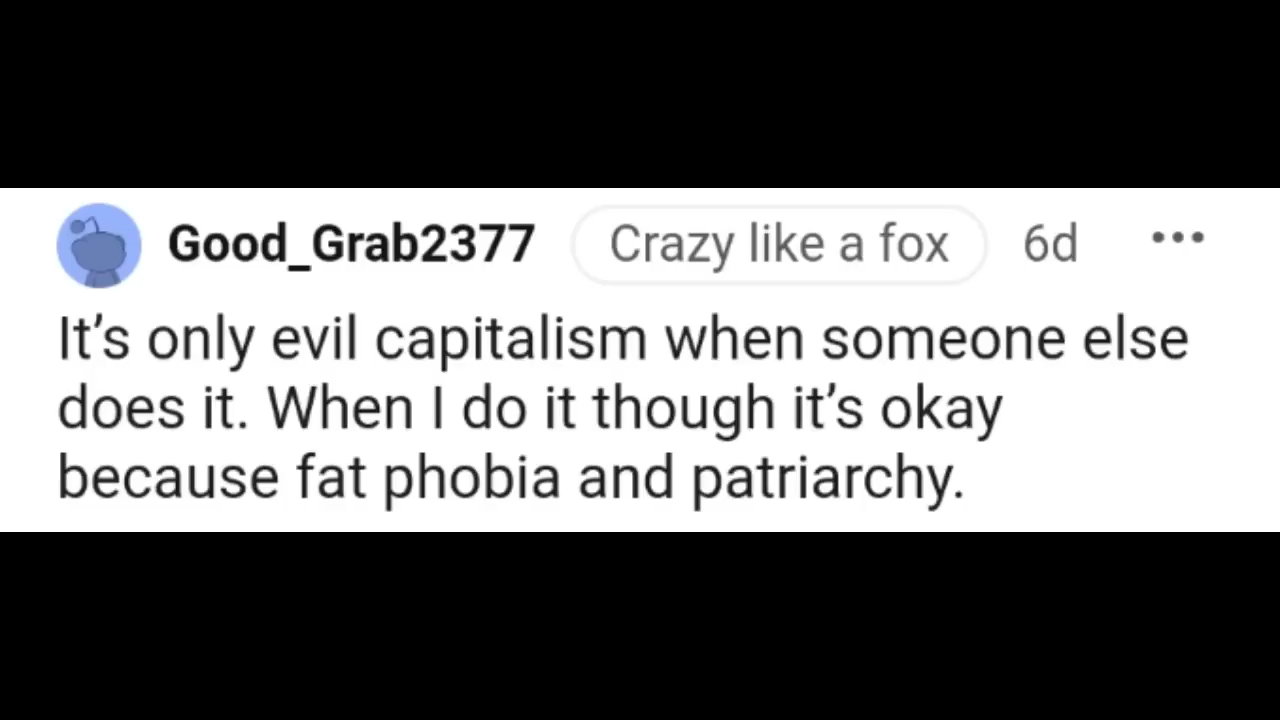 Good_Grab2377 Crazy like a fox 6d
It’s only evil capitalism when someone else
does it. When I do it though it’s okay
because fat phobia and patriarchy.